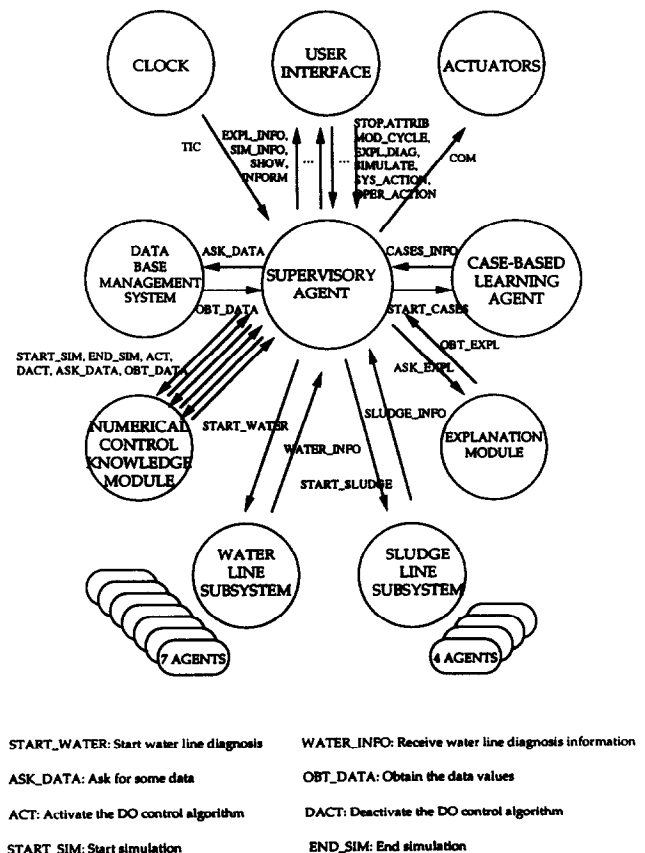 CLOCK
USER
INTERFACE
ACTUATORS
TIC
EXPL_INFO,
SIM_INFO,
SHOW,
INFORM
...
...
STOP,ATTRIB
MOD_CYCLE,
EXPL,DIAG,
SIMULATE,
SYS_ACTION,
OPER_ACTION
COM
DATA
BASE
MANAGEMENT
SYSTEM
ASK_DATA
OBT_DATA
SUPERVISORY
AGENT
CASES_INFO
START_CASES
CASE-BASED
LEARNING
AGENT
START_SIM, END_SIM, ACT,
DACT, ASK_DATA, OBT_DATA
OBT_EXPL
ASK_EXPL
NUMERICAL
CONTROL
KNOWLEDGE
MODULE
START_WATER
WATER_INFO
SLUDGE_INFO
START_SLUDGE
EXPLANATION
MODULE
WATER
LINE
SUBSYSTEM
SLUDGE
LINE
SUBSYSTEM
7 AGENTS
4 AGENTS
START_WATER: Start water line diagnosis
WATER_INFO: Receive water line diagnosis information
ASK_DATA: Ask for some data
OBT_DATA: Obtain the data values
ACT: Activate the DO control algorithm
DACT: Deactivate the DO control algorithm
START_SIM: Start simulation
END_SIM: End simulation